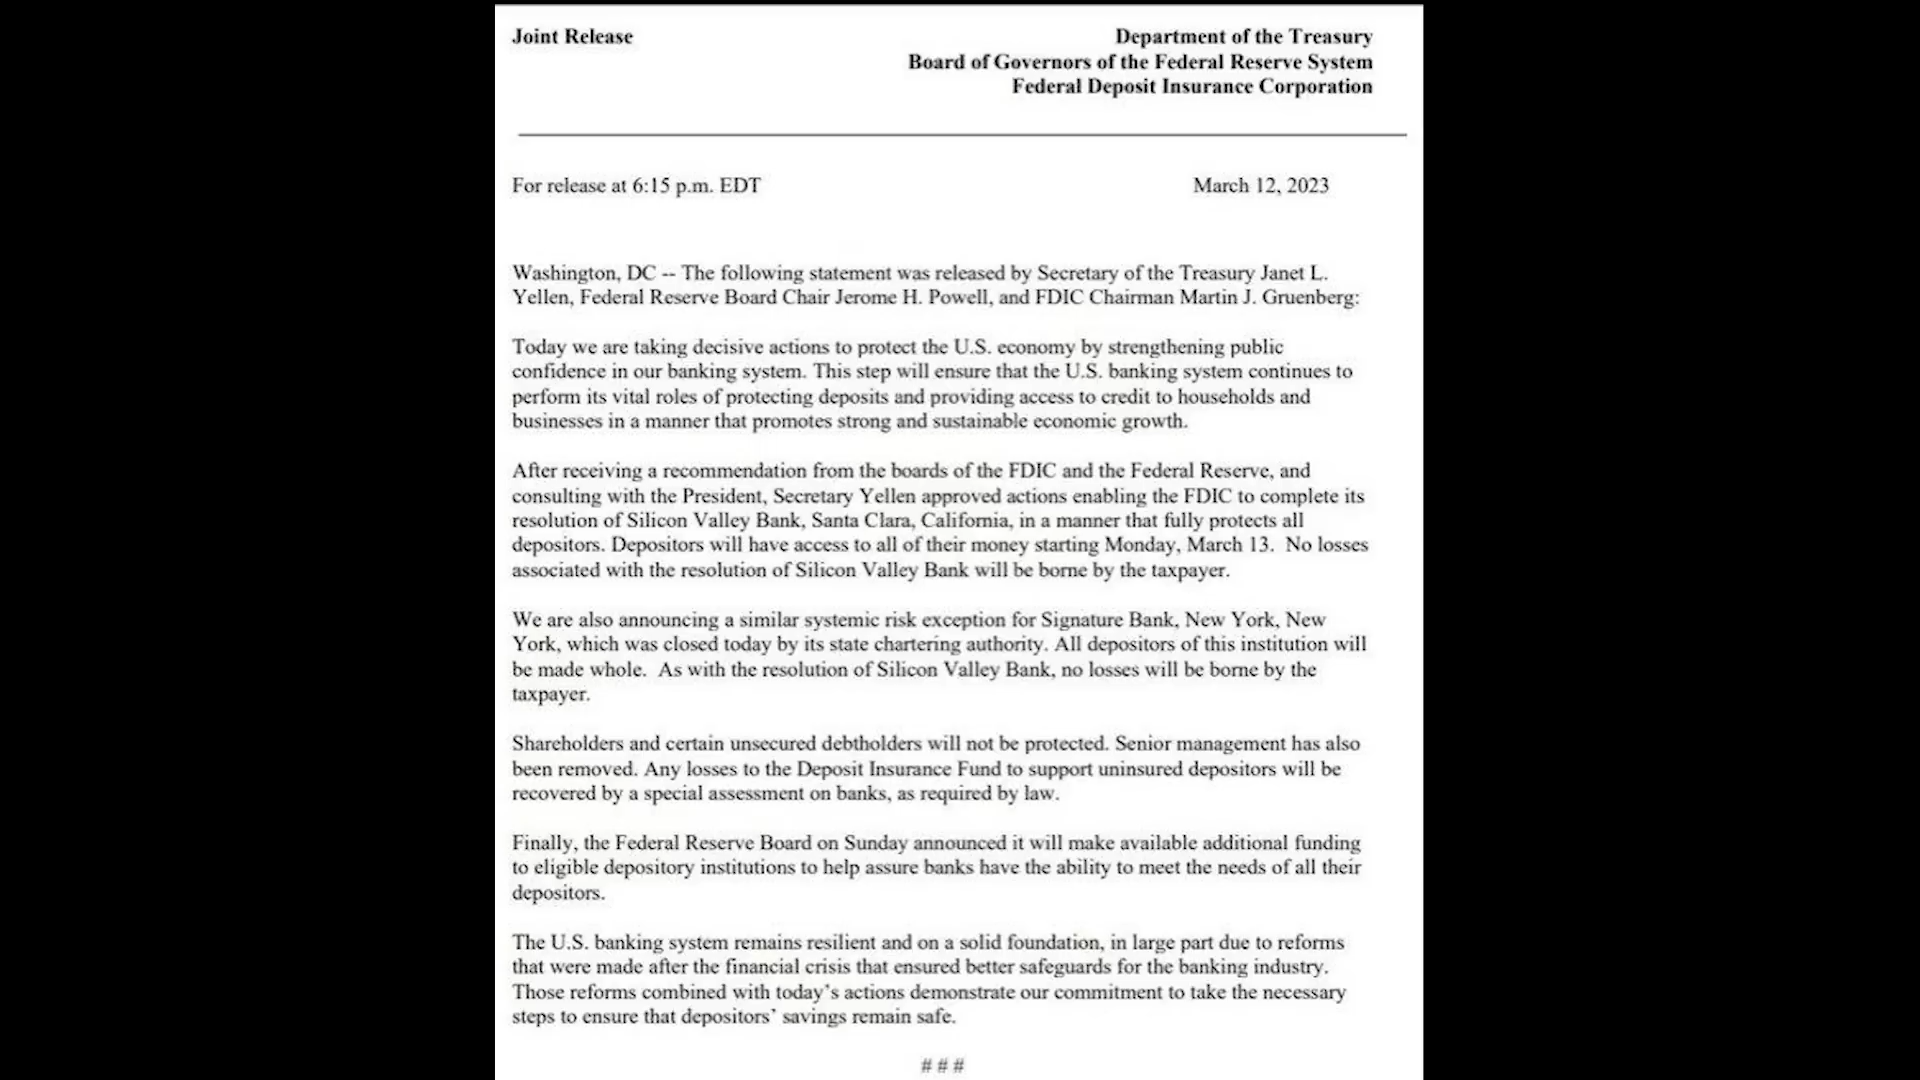 Joint Release
Department of the Treasury
Board of Governors of the Federal Reserve System
Federal Deposit Insurance Corporation
For release at 6:15 p.m. EDT
March 12, 2023
Washington, DC -- The following statement was released by Secretary of the Treasury Janet L.
Yellen, Federal Reserve Board Chair Jerome H. Powell, and FDIC Chairman Martin J. Gruenberg:
Today we are taking decisive actions to protect the U.S. economy by strengthening public
confidence in our banking system. This step will ensure that the U.S. banking system continues to
perform its vital roles of protecting deposits and providing access to credit to households and
businesses in a manner that promotes strong and sustainable economic growth.
After receiving a recommendation from the boards of the FDIC and the Federal Reserve, and
consulting with the President, Secretary Yellen approved actions enabling the FDIC to complete its
resolution of Silicon Valley Bank, Santa Clara, California, in a manner that fully protects all
depositors. Depositors will have access to all of their money starting Monday, March 13.  No losses
associated with the resolution of Silicon Valley Bank will be borne by the taxpayer.
We are also announcing a similar systemic risk exception for Signature Bank, New York, New
York, which was closed today by its state chartering authority. All depositors of this institution will
be made whole.  As with the resolution of Silicon Valley Bank, no losses will be borne by the
taxpayer.
Shareholders and certain unsecured debtholders will not be protected. Senior management has also
been removed. Any losses to the Deposit Insurance Fund to support uninsured depositors will be
recovered by a special assessment on banks, as required by law.
Finally, the Federal Reserve Board on Sunday announced it will make available additional funding
to eligible depository institutions to help assure banks have the ability to meet the needs of all their
depositors.
The U.S. banking system remains resilient and on a solid foundation, in large part due to reforms
that were made after the financial crisis that ensured better safeguards for the banking industry.
Those reforms combined with today’s actions demonstrate our commitment to take the necessary
steps to ensure that depositors’ savings remain safe.
# # #